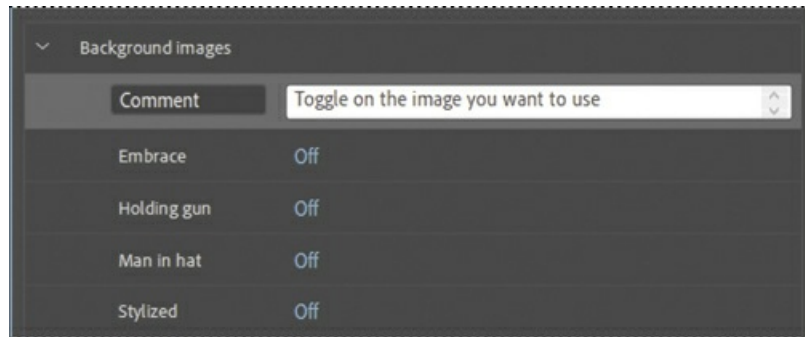 Background images
Comment Toggle on the image you want to use
Embrace Off
Holding gun Off
Man in hat Off
Stylized Off